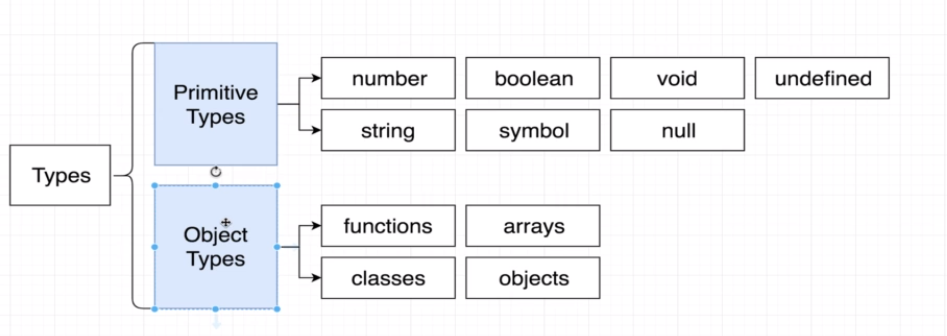 Types
Primitive
Types
number
boolean
void
undefined
string
symbol
null
Object
Types
functions
arrays
classes
objects